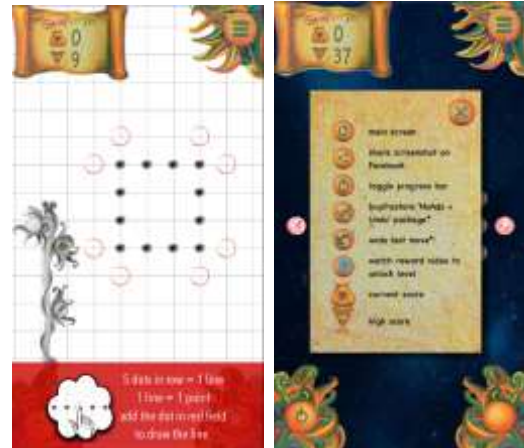 0
9
5 dots in row = 1 line
1 line = 1 point
add the dot in red field
to draw the line
0
37
main screen
share screenshot on
Facebook
toggle progress bar
buy/restore "NoAds +
Undo package"
undo last move*
watch reward video to
unlock level
current score
high score